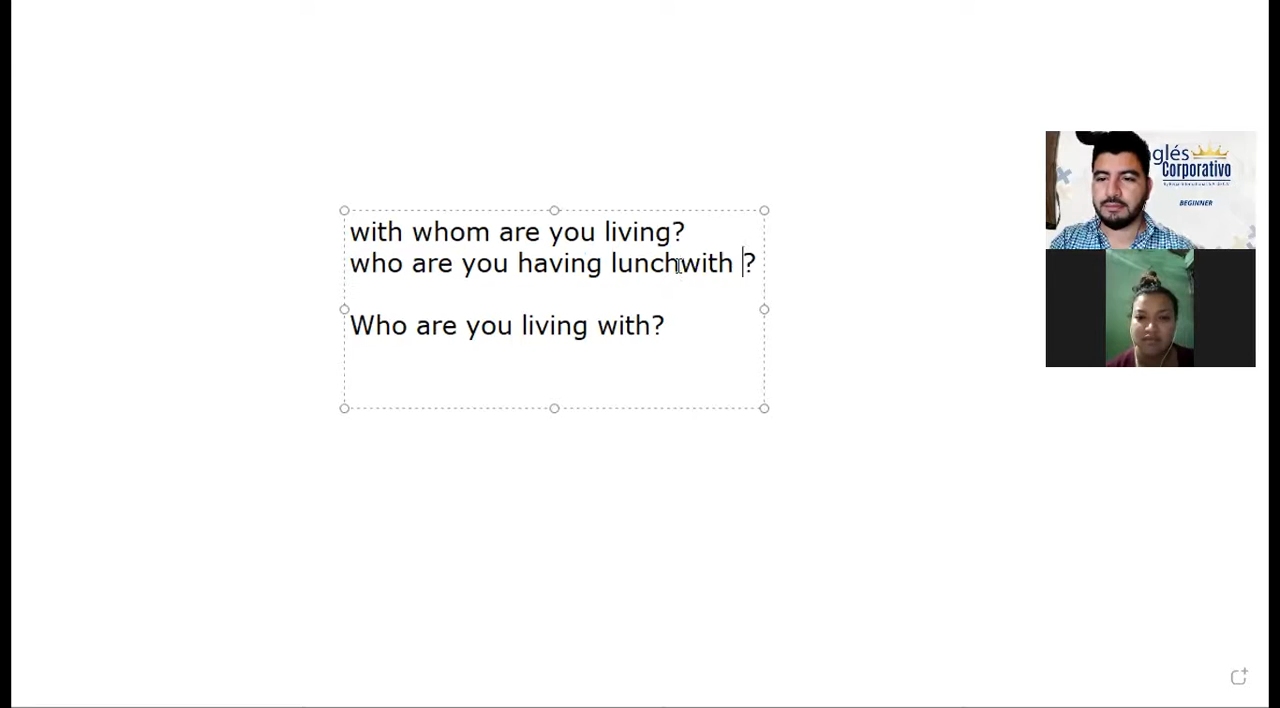 with whom are you living?
who are you having lunchwith ?
Who are you living with?
glés
Corporativo
BEGINNER